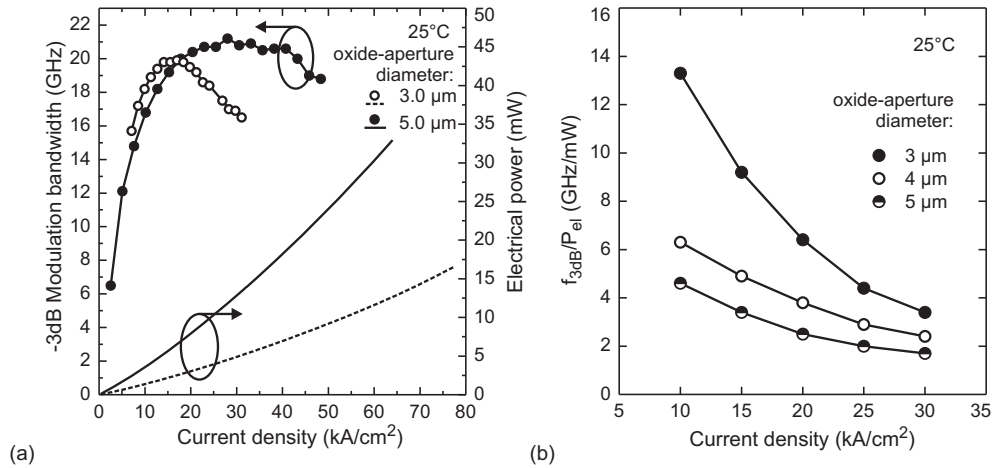 25°C
oxide-aperture
diameter:
3.0 µm
5.0 µm
-3dB Modulation bandwidth (GHz)
0
2
4
6
8
10
12
14
16
18
20
22
Electrical power (mW)
0
5
10
15
20
25
30
35
40
45
50
0 10 20 30 40 50 60 70 80
Current density (kA/cm²)
(a)
25°C
oxide-aperture
diameter:
3 µm
4 µm
5 µm
f3dB/Pel (GHz/mW)
0
2
4
6
8
10
12
14
16
5 10 15 20 25 30 35
Current density (kA/cm²)
(b)